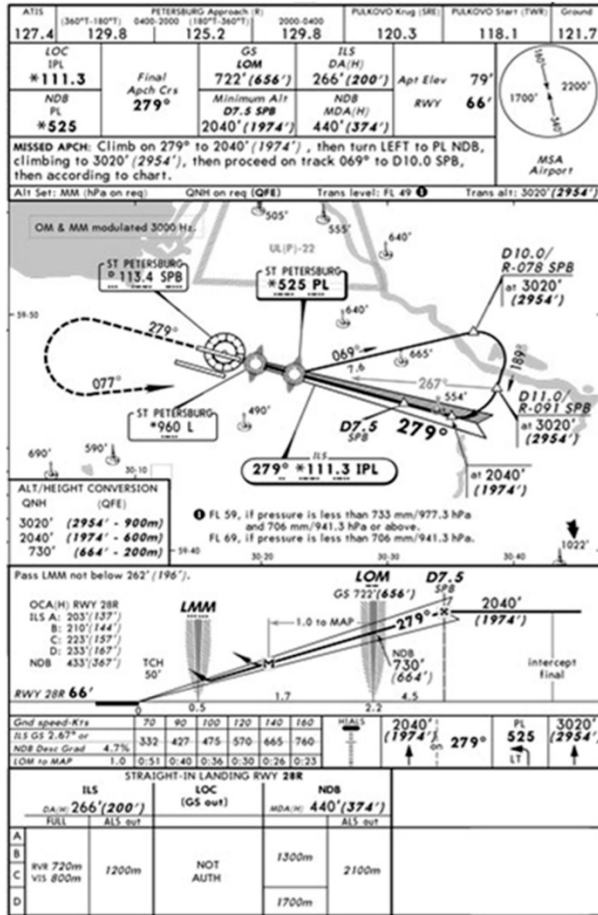 ATIS PETERSBURG Approach (R) PULKOVO Krug (SRE) PULKOVO Start (TWR) Ground
(360°T-180°T) 0400-2000 (180°T-360°T) 2000-0400
127.4 129.8 125.2 129.8 120.3 118.1 121.7
LOC
IPL
*111.3
Final
Apch Crs
279°
GS
LOM
722' (656')
ILS
DA(H)
266' (200')
Apt Elev 79'
RWY 66'
NDB
PL
*525
Minimum Alt
D7.5 SPB
2040' (1974')
NDB
MDA(H)
440' (374')
160°
1700'
2200'
340°
MSA
Airport
MISSED APCH: Climb on 279° to 2040' (1974'), then turn LEFT to PL NDB,
climbing to 3020' (2954'), then proceed on track 069° to D10.0 SPB,
then according to chart.
Alt Set: MM (hPa on req) QNH on req (QFE) Trans level: FL 49 ❶ Trans alt: 3020' (2954')
OM & MM modulated 3000 Hz.
505'
555'
UL(P)-22
640'
ST PETERSBURG
D 113.4 SPB
ST PETERSBURG
*525 PL
D10.0/
R-078 SPB
at 3020'
(2954')
59-50
640'
279°
069°
7.6
665'
189°
077°
267°
554'
D11.0/
R-091 SPB
at 3020'
(2954')
*ST PETERSBURG
*960 L
490'
D7.5
SPB
279°
690'
590'
ILS
279° *111.3 IPL
at 2040'
(1974')
30-10
ALT/HEIGHT CONVERSION
QNH (QFE)
3020' (2954' - 900m)
2040' (1974' - 600m)
730' (664' - 200m)
❶ FL 59, if pressure is less than 733 mm/977.3 hPa
and 706 mm/941.3 hPa or above.
FL 69, if pressure is less than 706 mm/941.3 hPa.
1022'
59-40 30-20 30-30 30-40
Pass LMM not below 262' (196').
OCA(H) RWY 28R
ILS A: 203' (137')
B: 210' (144')
C: 223' (157')
D: 233' (167')
NDB 433' (367')
LMM
LOM
GS 722' (656')
D7.5
SPB
1.0 to MAP
279°
2040'
(1974')
M
NDB
730'
(664')
TCH
50'
intercept
final
RWY 28R 66'
0 0.5 1.7 2.2 4.5
Gnd speed-Kts 70 90 100 120 140 160
ILS GS 2.67° or
NDB Desc Grad 4.7% 332 427 475 570 665 760
LOM to MAP 1.0 0:51 0:40 0:36 0:30 0:26 0:23
HIALS
2040'
(1974') on 279°
PL
525
LT
3020'
(2954')
STRAIGHT-IN LANDING RWY 28R
ILS LOC NDB
DA(H) 266' (200') (GS out) MDA(H) 440' (374')
FULL ALS out ALS out
A
B
C
D
RVR 720m
VIS 800m
1200m
NOT
AUTH
1300m
2100m
1700m